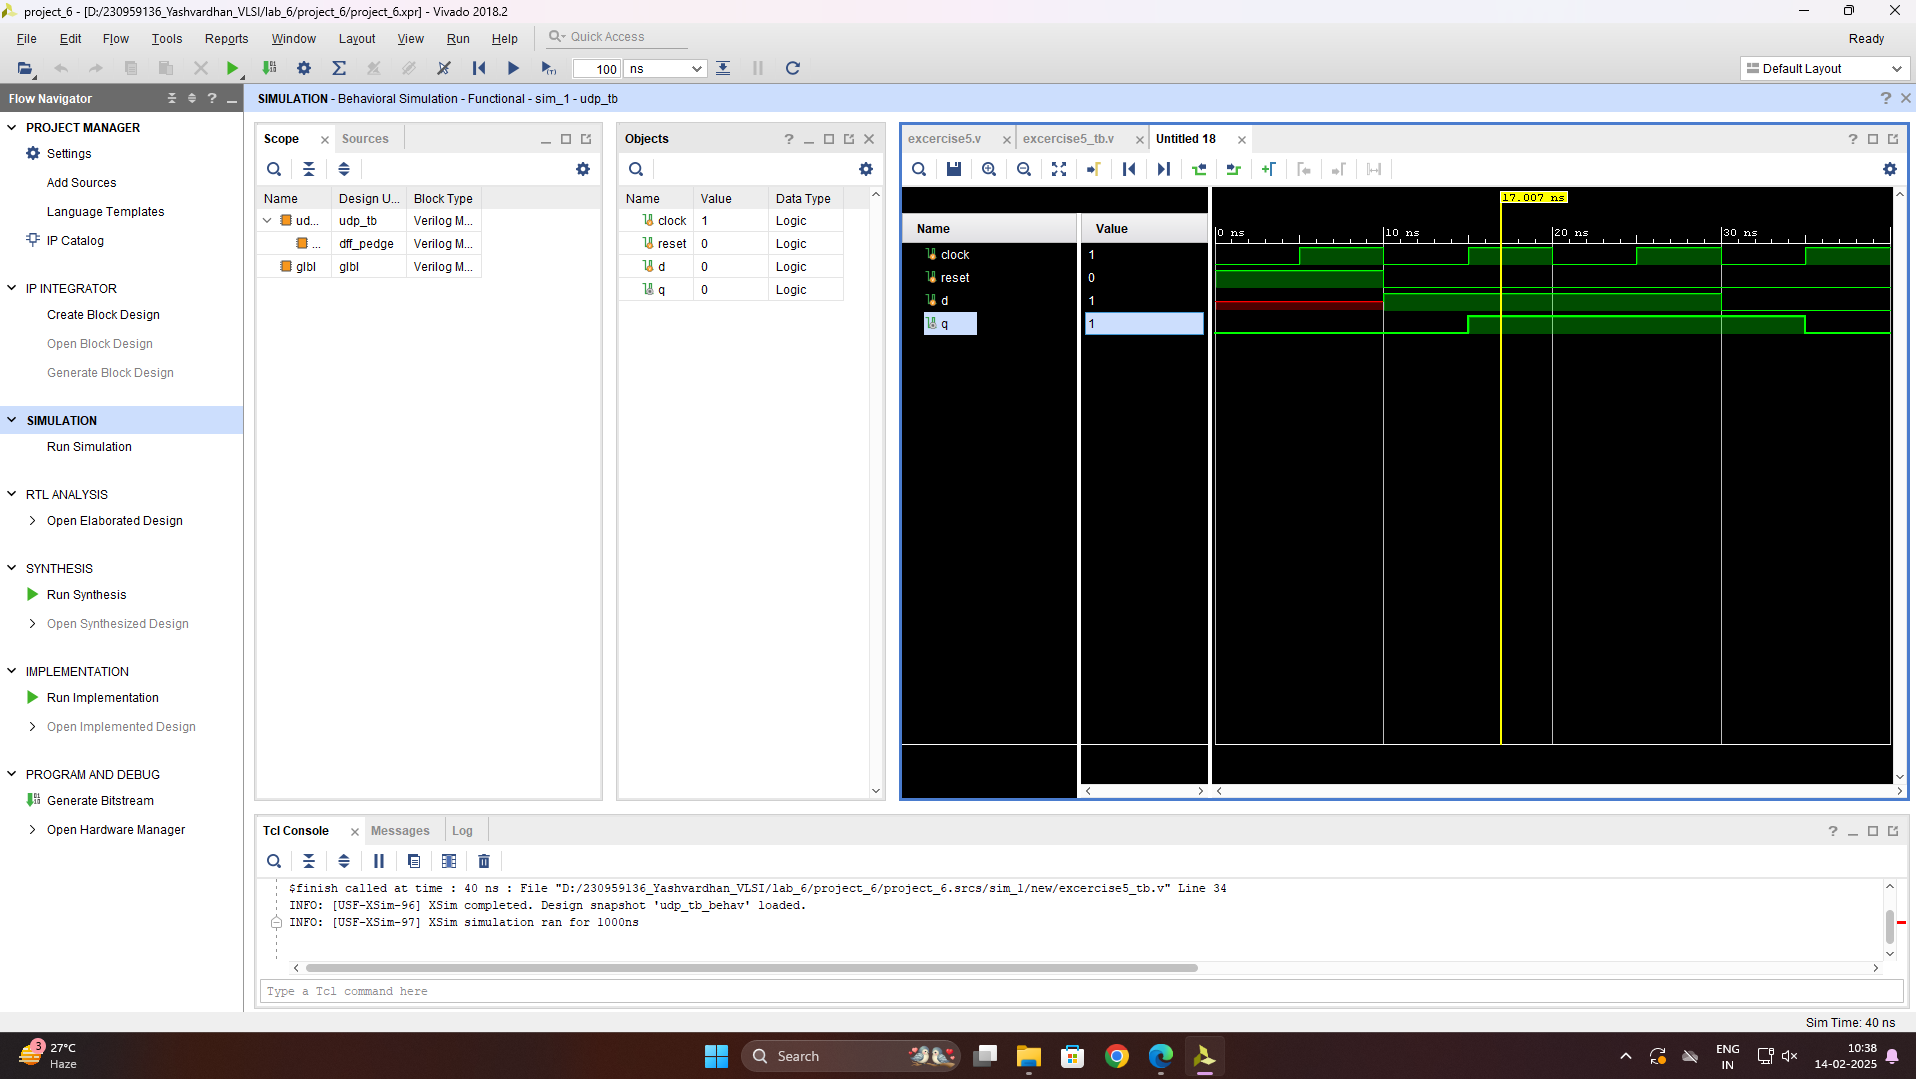 project_6 - [D:/230959136_Yashvardhan_VLSI/lab_6/project_6/project_6.xpr] - Vivado 2018.2
File Edit Flow Tools Reports Window Layout View Run Help Quick Access Ready
100 ns Default Layout
Flow Navigator
PROJECT MANAGER
Settings
Add Sources
Language Templates
IP Catalog
IP INTEGRATOR
Create Block Design
Open Block Design
Generate Block Design
SIMULATION
Run Simulation
RTL ANALYSIS
Open Elaborated Design
SYNTHESIS
Run Synthesis
Open Synthesized Design
IMPLEMENTATION
Run Implementation
Open Implemented Design
PROGRAM AND DEBUG
Generate Bitstream
Open Hardware Manager
SIMULATION - Behavioral Simulation - Functional - sim_1 - udp_tb
Scope Sources
Name Design U... Block Type
ud... udp_tb Verilog M...
... dff_pedge Verilog M...
glbl glbl Verilog M...
Objects
Name Value Data Type
clock 1 Logic
reset 0 Logic
d 0 Logic
q 0 Logic
excercise5.v excercise5_tb.v Untitled 18
17.007 ns
Name Value
0 ns 10 ns 20 ns 30 ns
clock 1
reset 0
d 1
q 1
Tcl Console Messages Log
$finish called at time : 40 ns : File "D:/230959136_Yashvardhan_VLSI/lab_6/project_6/project_6.srcs/sim_1/new/excercise5_tb.v" Line 34
INFO: [USF-XSim-96] XSim completed. Design snapshot 'udp_tb_behav' loaded.
INFO: [USF-XSim-97] XSim simulation ran for 1000ns
Type a Tcl command here
Sim Time: 40 ns
3
27°C
Haze
Search
ENG
IN
10:38
14-02-2025